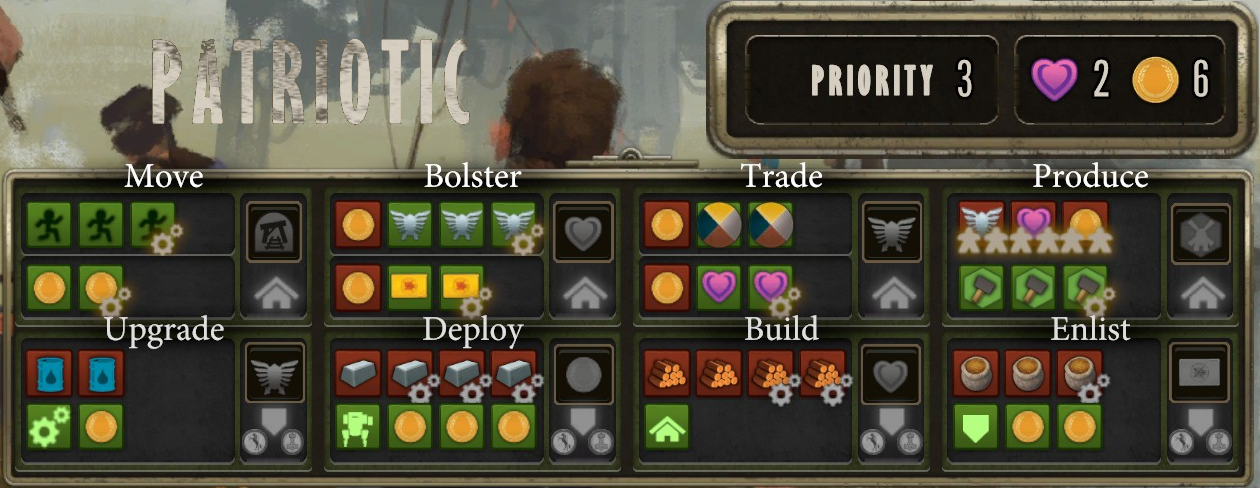 PATRIOTIC
PRIORITY 3
2 6
Move Bolster Trade Produce
Upgrade Deploy Build Enlist